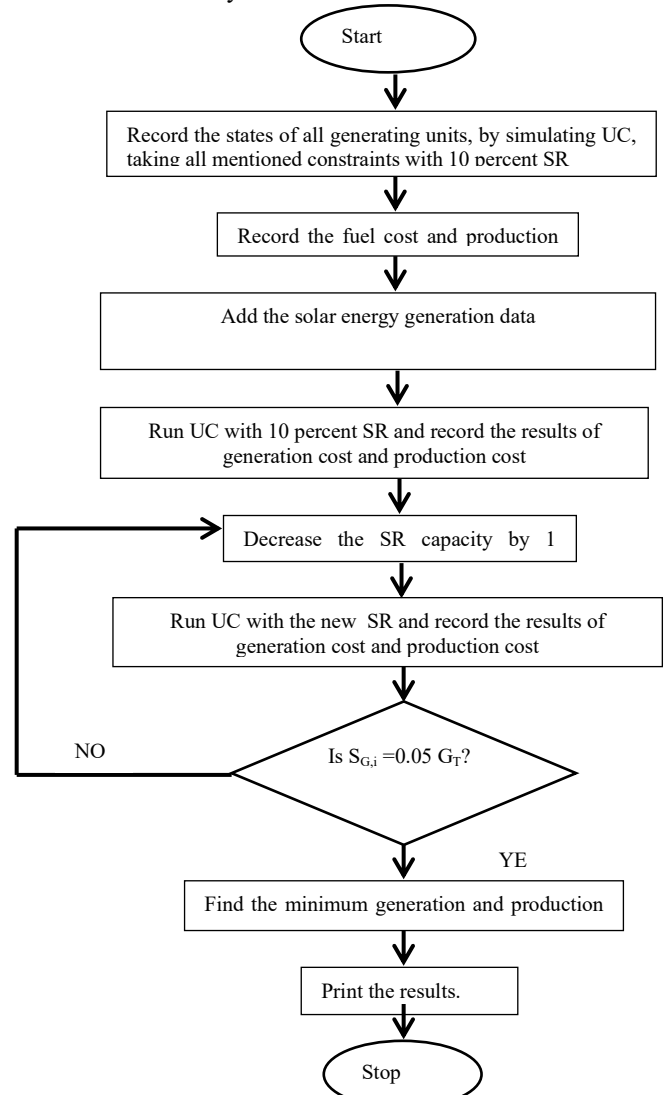 Start
Record the states of all generating units, by simulating UC,
taking all mentioned constraints with 10 percent SR
Record the fuel cost and production
Add the solar energy generation data
Run UC with 10 percent SR and record the results of
generation cost and production cost
Decrease the SR capacity by 1
Run UC with the new SR and record the results of
generation cost and production cost
Is S_G,i =0.05 G_T?
NO
YE
Find the minimum generation and production
Print the results.
Stop